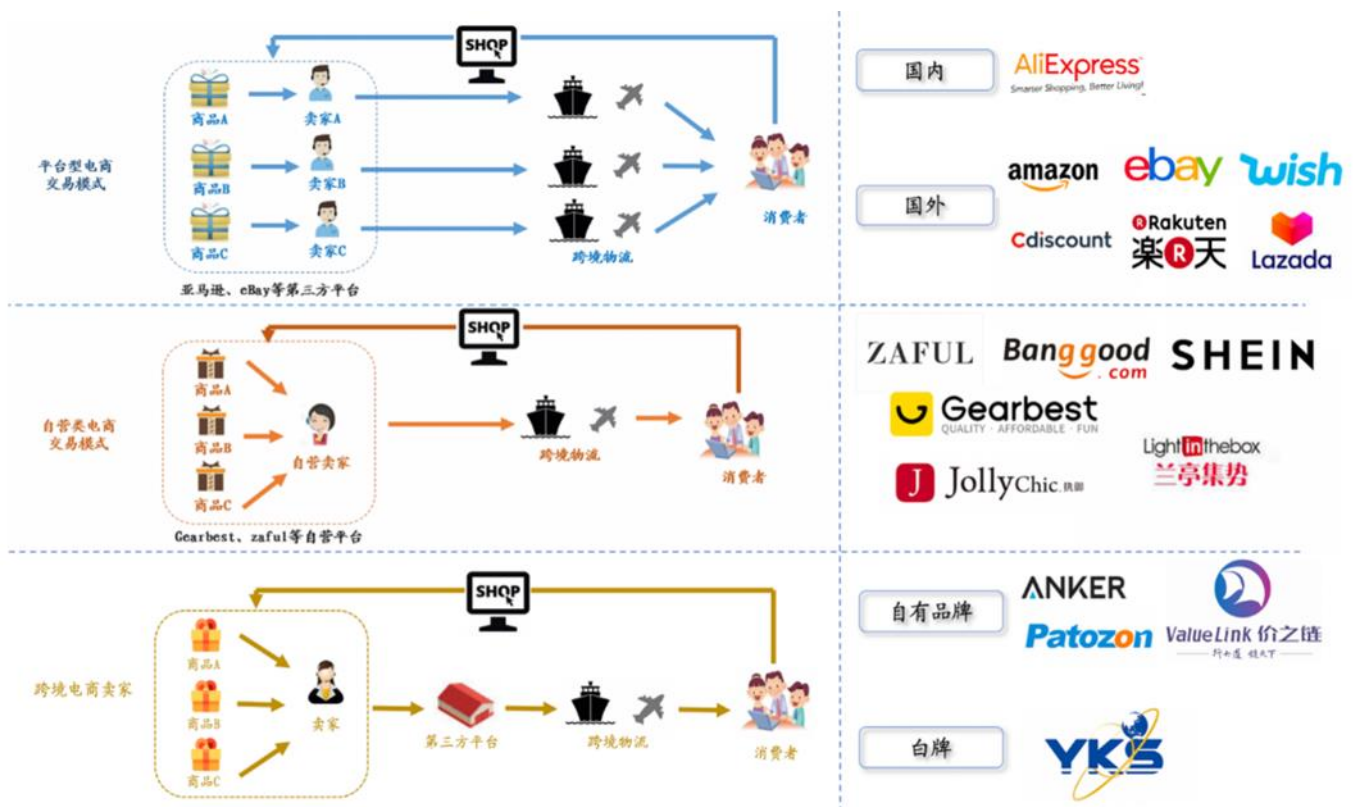 SHOP
商品A
卖家A
商品B
卖家B
商品C
卖家C
平台型电商
交易模式
跨境物流
消费者
亚马逊、eBay等第三方平台
国内
AliExpress
Smarter Shopping, Better Living!
国外
amazon
ebay
wish
Cdiscount
Rakuten
楽R天
Lazada
SHOP
商品A
商品B
商品C
自营类电商
交易模式
自营卖家
跨境物流
消费者
Gearbest、zaful等自营平台
ZAFUL
Banggood
.com
SHEIN
Gearbest
QUALITY · AFFORDABLE · FUN
J JollyChic.执御
Lightinthebox
兰亭集势
SHOP
商品A
商品B
商品C
跨境电商卖家
卖家
第三方平台
跨境物流
消费者
自有品牌
ANKER
Patozon
ValueLink 价之链
白牌
YKS